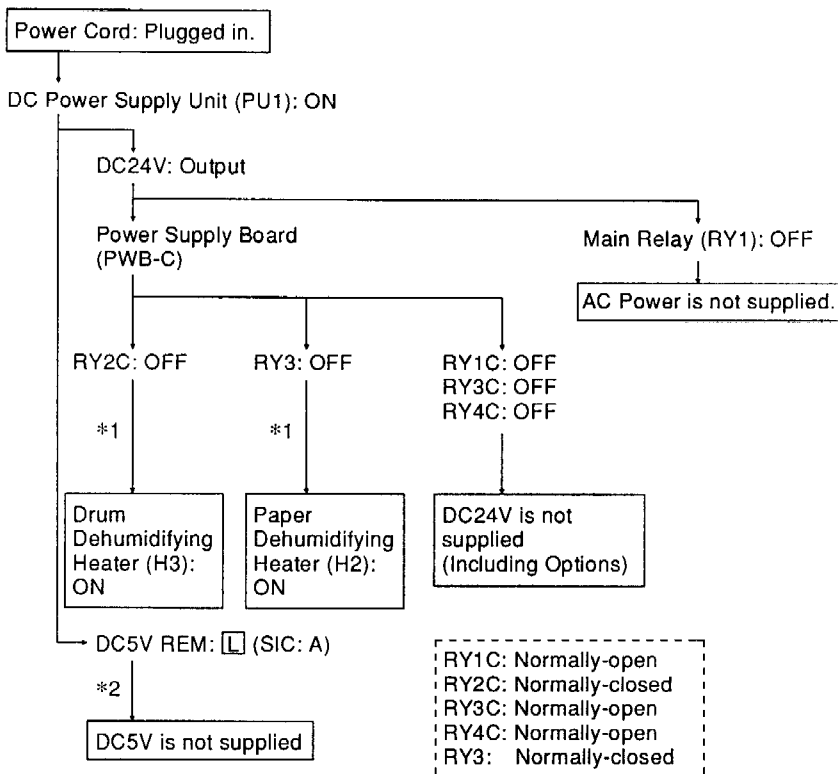 Power Cord: Plugged in.
DC Power Supply Unit (PU1): ON
DC24V: Output
Power Supply Board
(PWB-C)
Main Relay (RY1): OFF
AC Power is not supplied.
RY2C: OFF
RY3: OFF
RY1C: OFF
RY3C: OFF
RY4C: OFF
*1
*1
Drum
Dehumidifying
Heater (H3):
ON
Paper
Dehumidifying
Heater (H2):
ON
DC24V is not
supplied
(Including Options)
DC5V REM: L (SIC: A)
*2
DC5V is not supplied
RY1C: Normally-open
RY2C: Normally-closed
RY3C: Normally-open
RY4C: Normally-open
RY3: Normally-closed